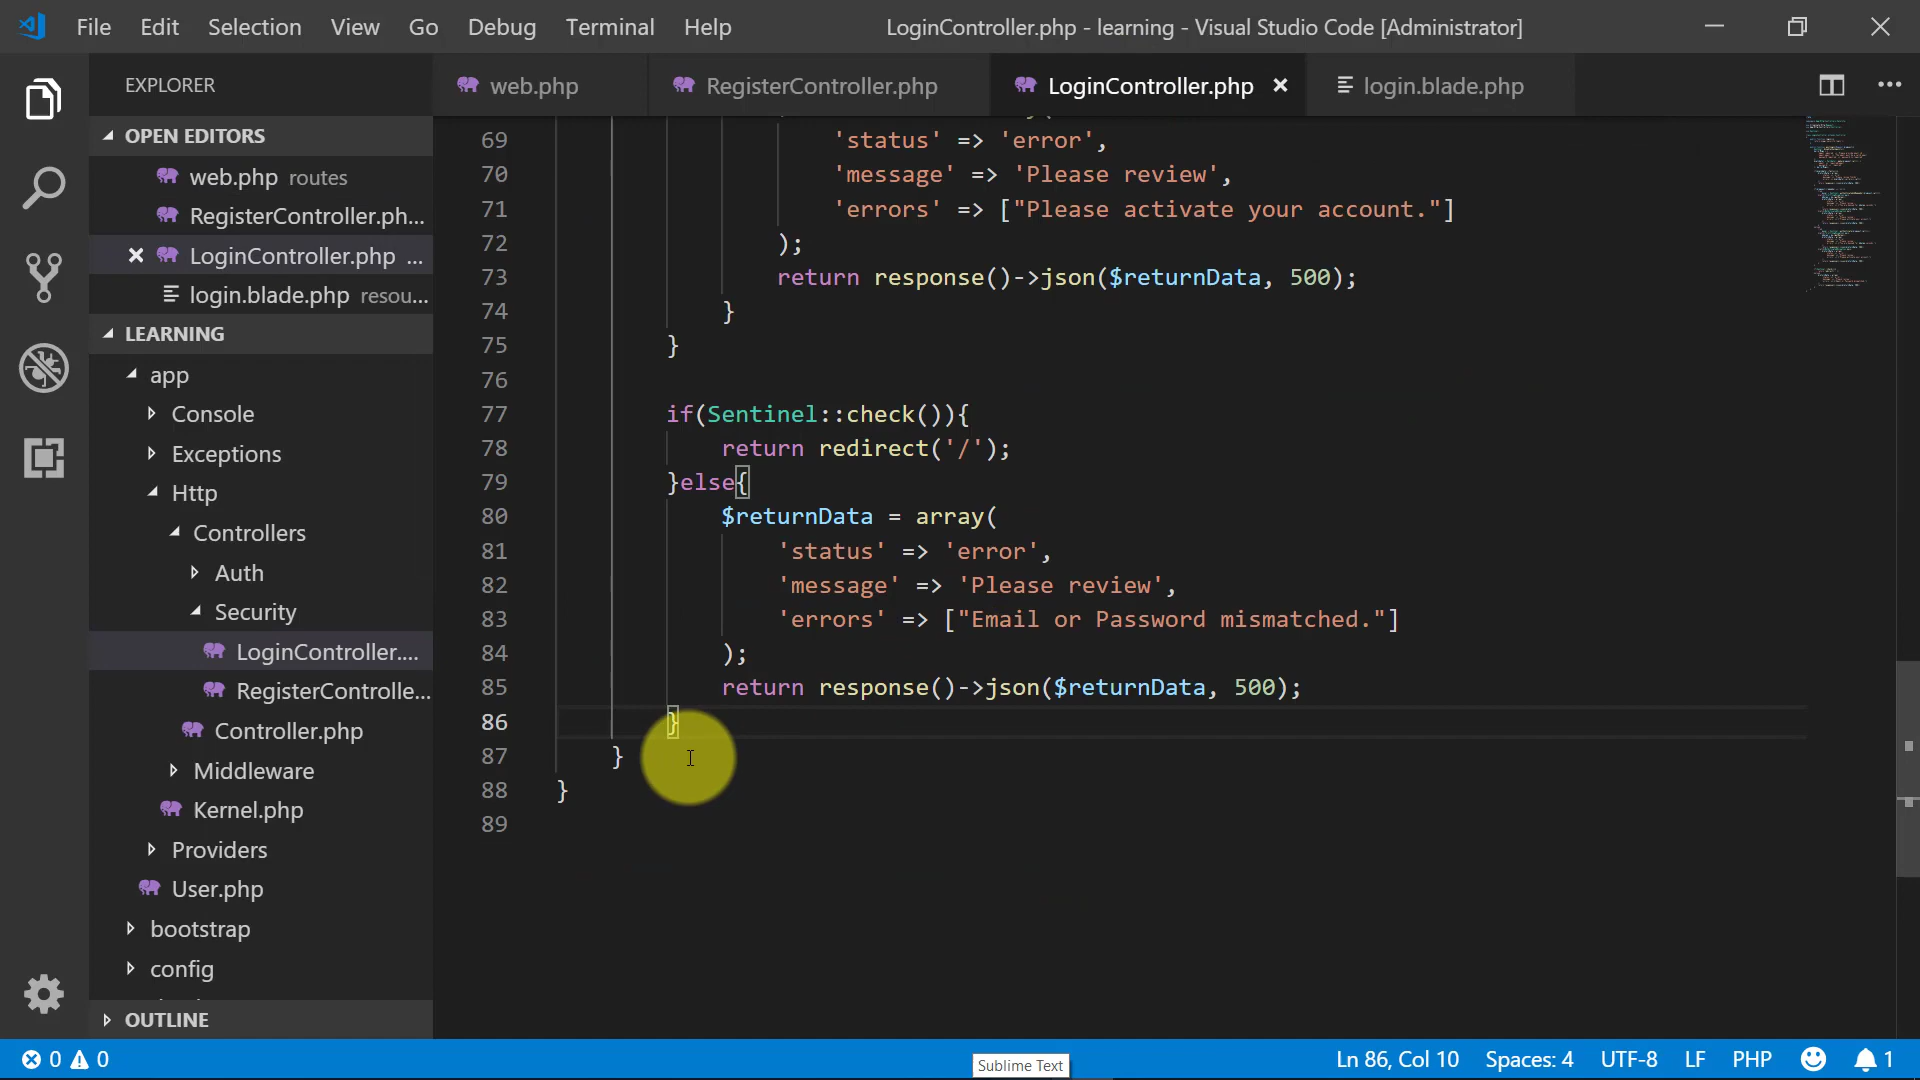 File Edit Selection View Go Debug Terminal Help LoginController.php - learning - Visual Studio Code [Administrator]
EXPLORER
web.php RegisterController.php LoginController.php login.blade.php
OPEN EDITORS
web.php routes
RegisterController.ph...
LoginController.php ...
login.blade.php resou...
LEARNING
app
Console
Exceptions
Http
Controllers
Auth
Security
LoginController....
RegisterControlle...
Controller.php
Middleware
Kernel.php
Providers
User.php
bootstrap
config
OUTLINE
69 'status' => 'error',
70 'message' => 'Please review',
71 'errors' => ["Please activate your account."]
72 );
73 return response()->json($returnData, 500);
74 }
75 }
76
77 if(Sentinel::check()){
78 return redirect('/');
79 }else{
80 $returnData = array(
81 'status' => 'error',
82 'message' => 'Please review',
83 'errors' => ["Email or Password mismatched."]
84 );
85 return response()->json($returnData, 500);
86 }
87 }
88 }
89
0 0 Ln 86, Col 10 Spaces: 4 UTF-8 LF PHP 1
Sublime Text